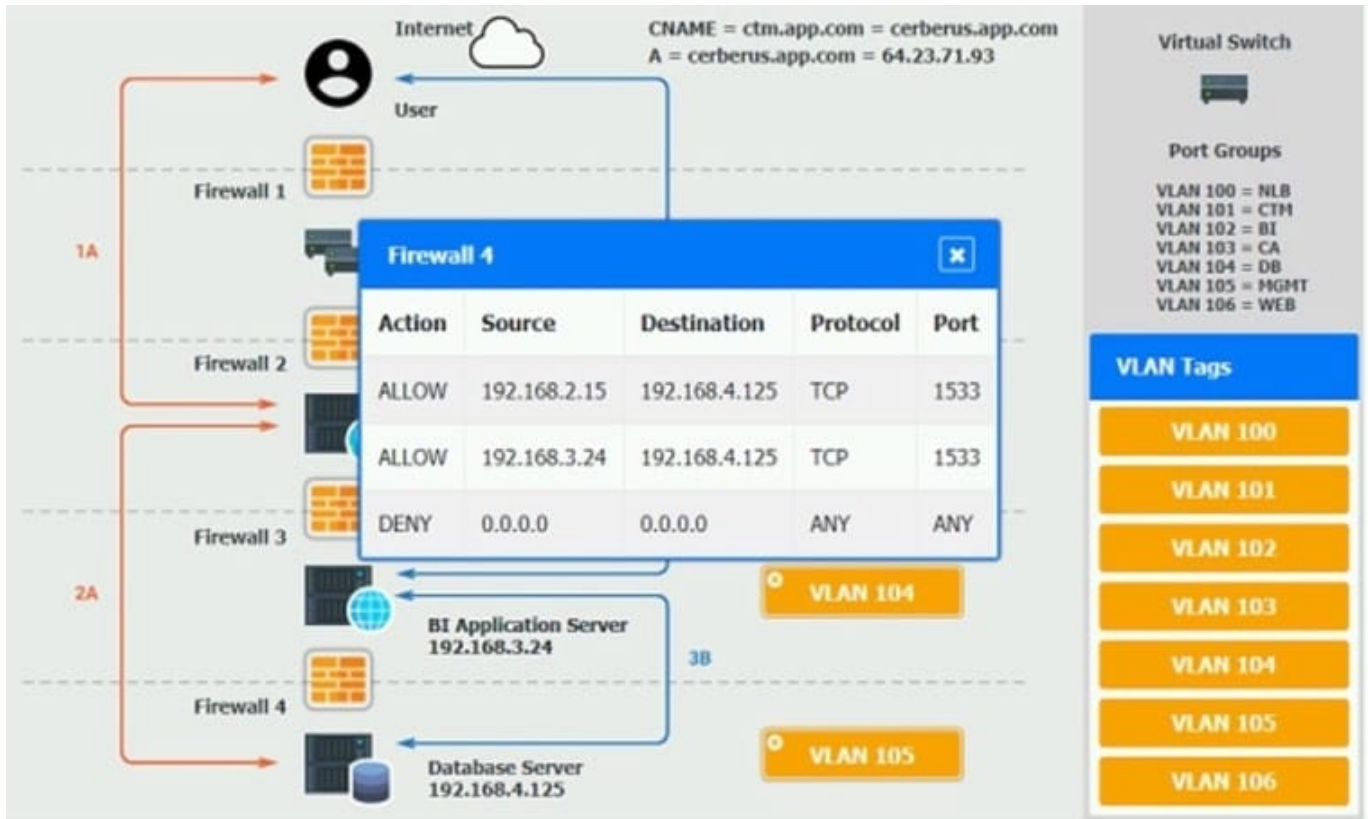 Internet
CNAME = ctm.app.com = cerberus.app.com
A = cerberus.app.com = 64.23.71.93
User
Firewall 1
1A
Firewall 2
Firewall 4
Action Source Destination Protocol Port
ALLOW 192.168.2.15 192.168.4.125 TCP 1533
ALLOW 192.168.3.24 192.168.4.125 TCP 1533
DENY 0.0.0.0 0.0.0.0 ANY ANY
Firewall 3
2A
VLAN 104
BI Application Server
192.168.3.24
3B
Firewall 4
Database Server
192.168.4.125
VLAN 105
Virtual Switch
Port Groups
VLAN 100 = NLB
VLAN 101 = CTM
VLAN 102 = BI
VLAN 103 = CA
VLAN 104 = DB
VLAN 105 = MGMT
VLAN 106 = WEB
VLAN Tags
VLAN 100
VLAN 101
VLAN 102
VLAN 103
VLAN 104
VLAN 105
VLAN 106